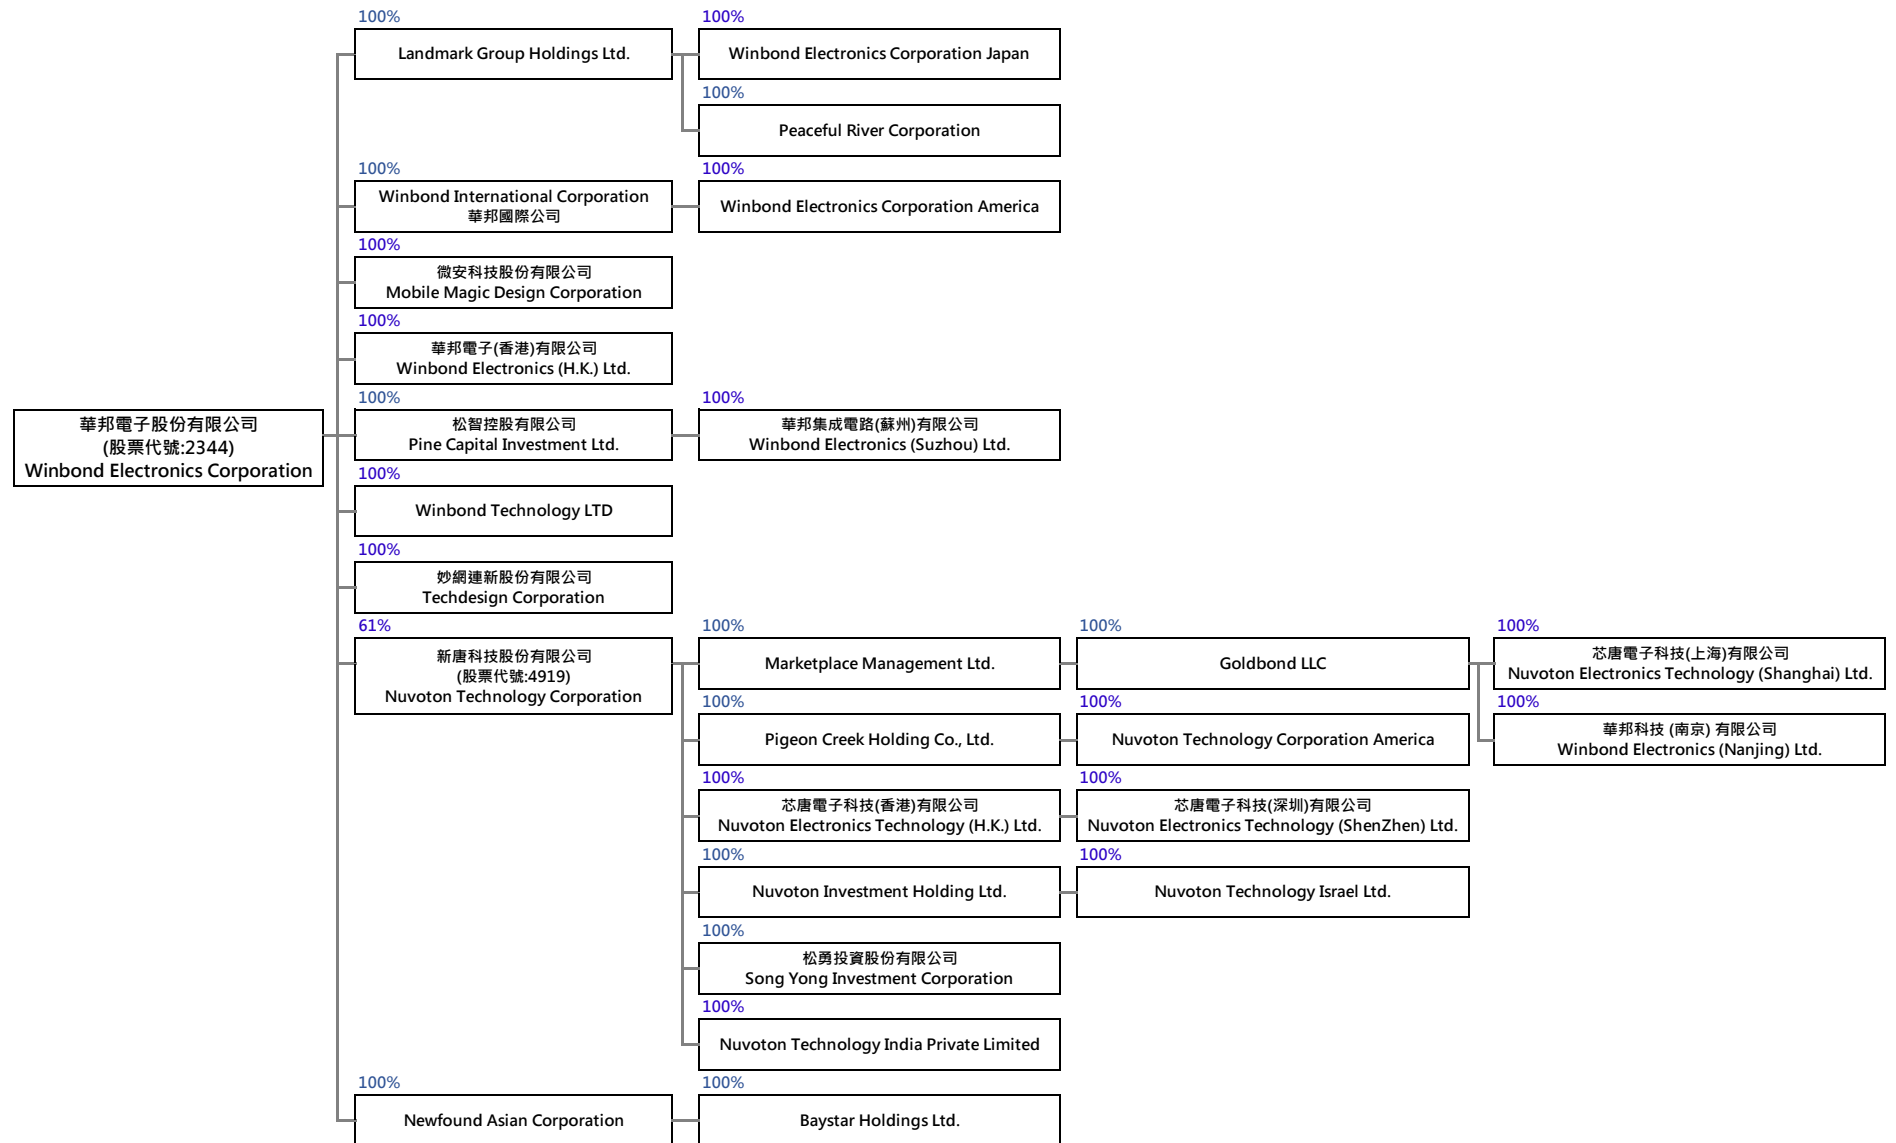 100%
100%
Landmark Group Holdings Ltd.
Winbond Electronics Corporation Japan
100%
Peaceful River Corporation
100%
100%
Winbond International Corporation
華邦國際公司
Winbond Electronics Corporation America
100%
微安科技股份有限公司
Mobile Magic Design Corporation
100%
華邦電子(香港)有限公司
Winbond Electronics (H.K.) Ltd.
100%
100%
華邦電子股份有限公司
(股票代號:2344)
Winbond Electronics Corporation
松智控股有限公司
Pine Capital Investment Ltd.
華邦集成電路(蘇州)有限公司
Winbond Electronics (Suzhou) Ltd.
100%
Winbond Technology LTD
100%
妙網連新股份有限公司
Techdesign Corporation
61%
100%
100%
100%
新唐科技股份有限公司
(股票代號:4919)
Nuvoton Technology Corporation
Marketplace Management Ltd.
Goldbond LLC
芯唐電子科技(上海)有限公司
Nuvoton Electronics Technology (Shanghai) Ltd.
100%
100%
100%
Pigeon Creek Holding Co., Ltd.
Nuvoton Technology Corporation America
華邦科技 (南京) 有限公司
Winbond Electronics (Nanjing) Ltd.
100%
100%
芯唐電子科技(香港)有限公司
Nuvoton Electronics Technology (H.K.) Ltd.
芯唐電子科技(深圳)有限公司
Nuvoton Electronics Technology (ShenZhen) Ltd.
100%
100%
Nuvoton Investment Holding Ltd.
Nuvoton Technology Israel Ltd.
100%
松勇投資股份有限公司
Song Yong Investment Corporation
100%
Nuvoton Technology India Private Limited
100%
100%
Newfound Asian Corporation
Baystar Holdings Ltd.